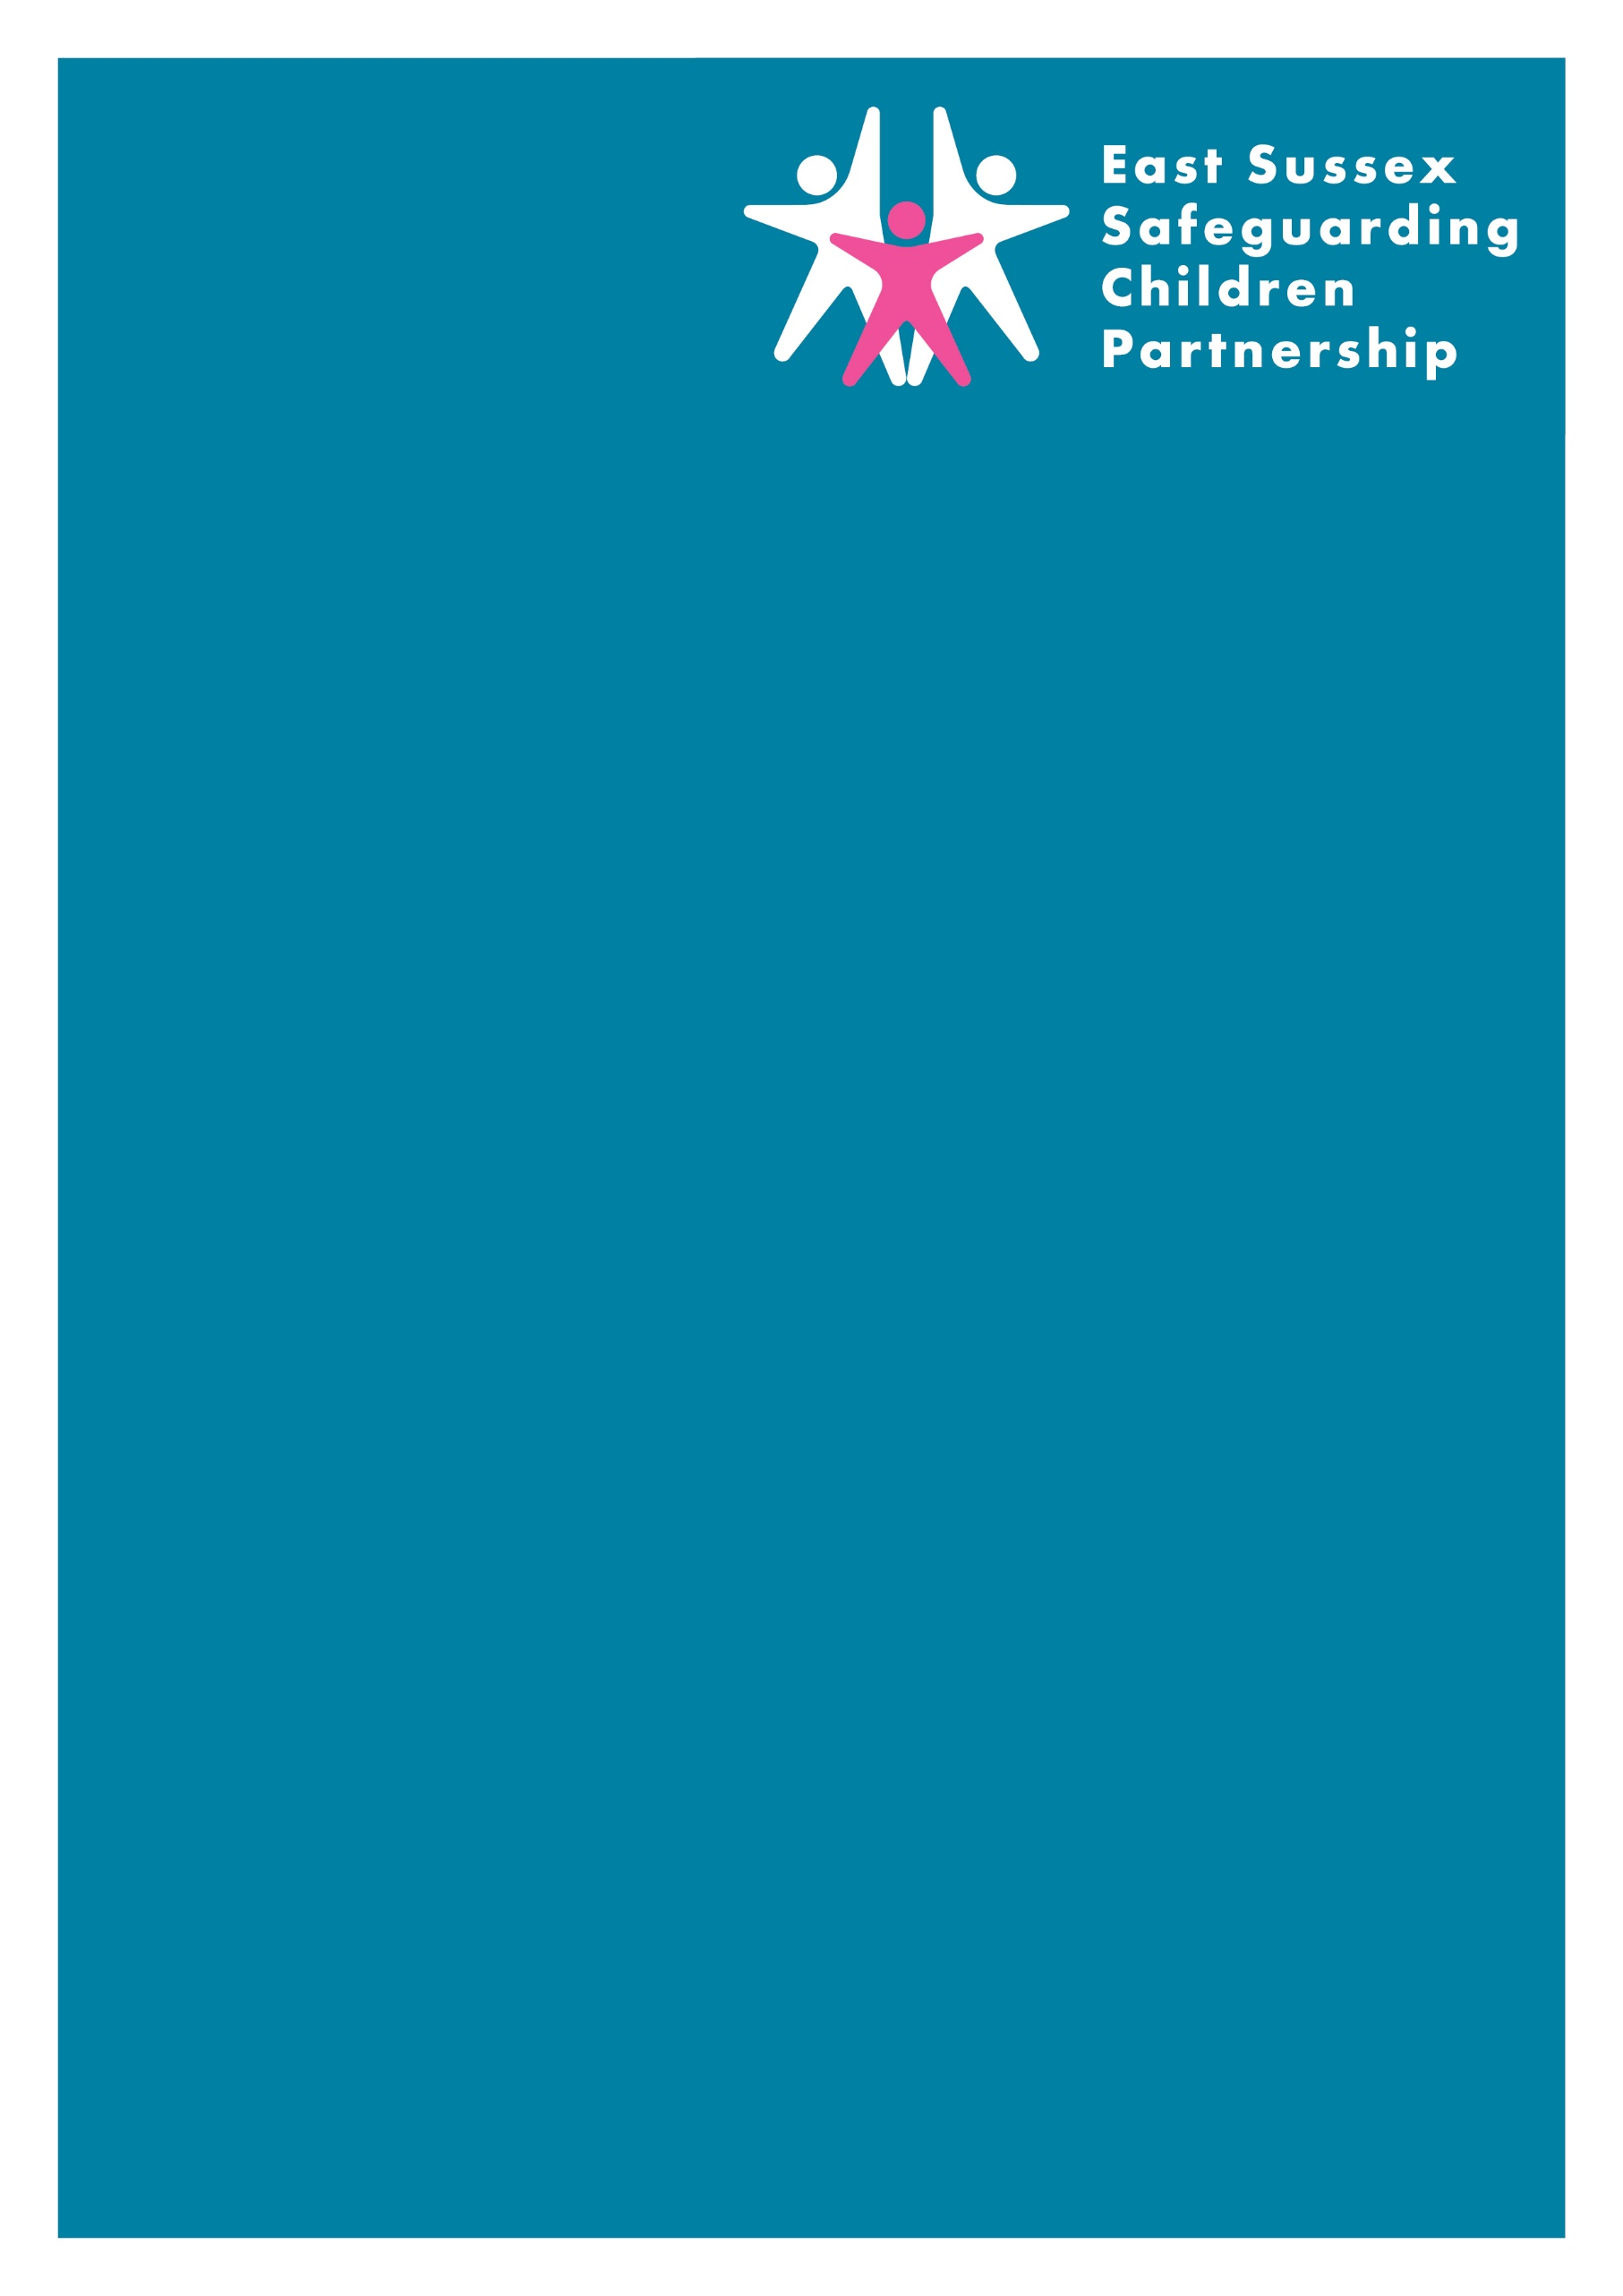 East Sussex
Safeguarding
Children
Partnership